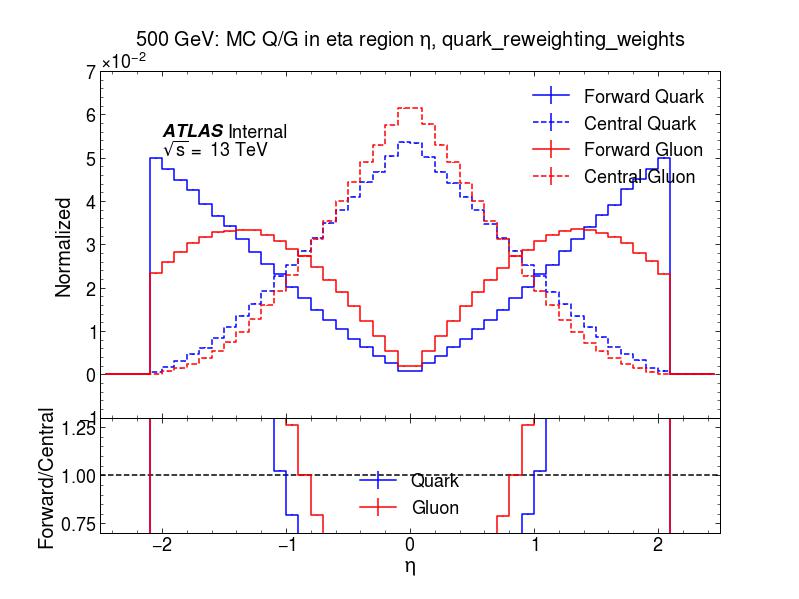 500 GeV: MC Q/G in eta region η, quark_reweighting_weights
×10⁻²
7
6
5
4
3
2
1
0
−1
Normalized
ATLAS Internal
√s = 13 TeV
Forward Quark
Central Quark
Forward Gluon
Central Gluon
Forward/Central
1.25
1.00
0.75
Quark
Gluon
−2 −1 0 1 2
η